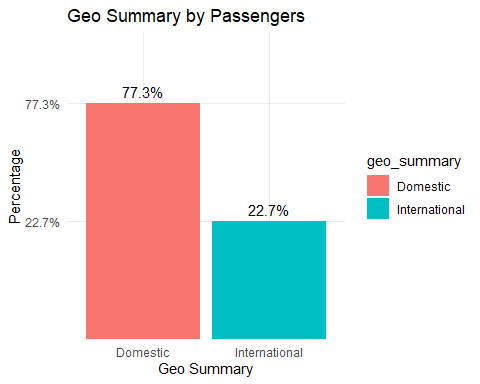 Geo Summary by Passengers
77.3%
77.3%
22.7%
22.7%
Percentage
geo_summary
Domestic
International
Domestic
International
Geo Summary